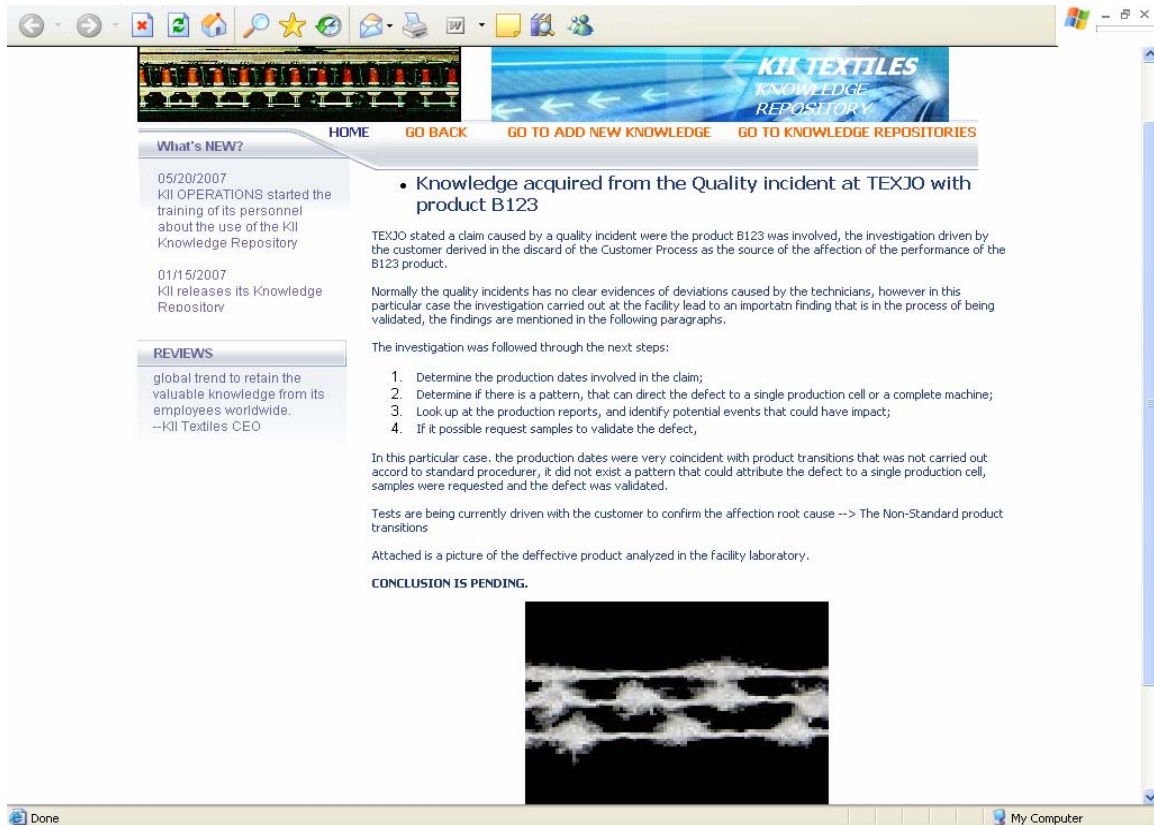 KII TEXTILES
KNOWLEDGE
REPOSITORY
HOME GO BACK GO TO ADD NEW KNOWLEDGE GO TO KNOWLEDGE REPOSITORIES
What's NEW?
05/20/2007
KII OPERATIONS started the
training of its personnel
about the use of the KII
Knowledge Repository
01/15/2007
KII releases its Knowledge
Repository
REVIEWS
global trend to retain the
valuable knowledge from its
employees worldwide.
--KII Textiles CEO
• Knowledge acquired from the Quality incident at TEXJO with
product B123
TEXJO stated a claim caused by a quality incident were the product B123 was involved, the investigation driven by
the customer derived in the discard of the Customer Process as the source of the affection of the performance of the
B123 product.
Normally the quality incidents has no clear evidences of deviations caused by the technicians, however in this
particular case the investigation carried out at the facility lead to an importatn finding that is in the process of being
validated, the findings are mentioned in the following paragraphs.
The investigation was followed through the next steps:
1. Determine the production dates involved in the claim;
2. Determine if there is a pattern, that can direct the defect to a single production cell or a complete machine;
3. Look up at the production reports, and identify potential events that could have impact;
4. If it possible request samples to validate the defect,
In this particular case. the production dates were very coincident with product transitions that was not carried out
accord to standard procedurer, it did not exist a pattern that could attribute the defect to a single production cell,
samples were requested and the defect was validated.
Tests are being currently driven with the customer to confirm the affection root cause --> The Non-Standard product
transitions
Attached is a picture of the deffective product analyzed in the facility laboratory.
CONCLUSION IS PENDING.
Done My Computer